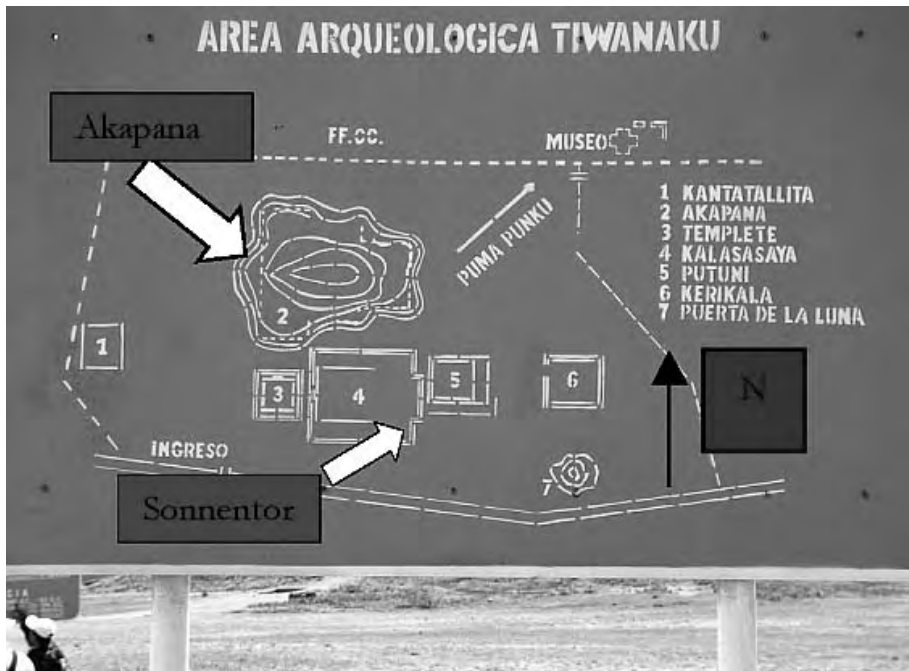 AREA ARQUEOLOGICA TIWANAKU
Akapana
FF.CC.
MUSEO
PUMA PUNKU
1 KANTATALLITA
2 AKAPANA
3 TEMPLETE
4 KALASASAYA
5 PUTUNI
6 KERIKALA
7 PUERTA DE LA LUNA
2
1
3
4
5
6
N
INGRESO
7
Sonnentor